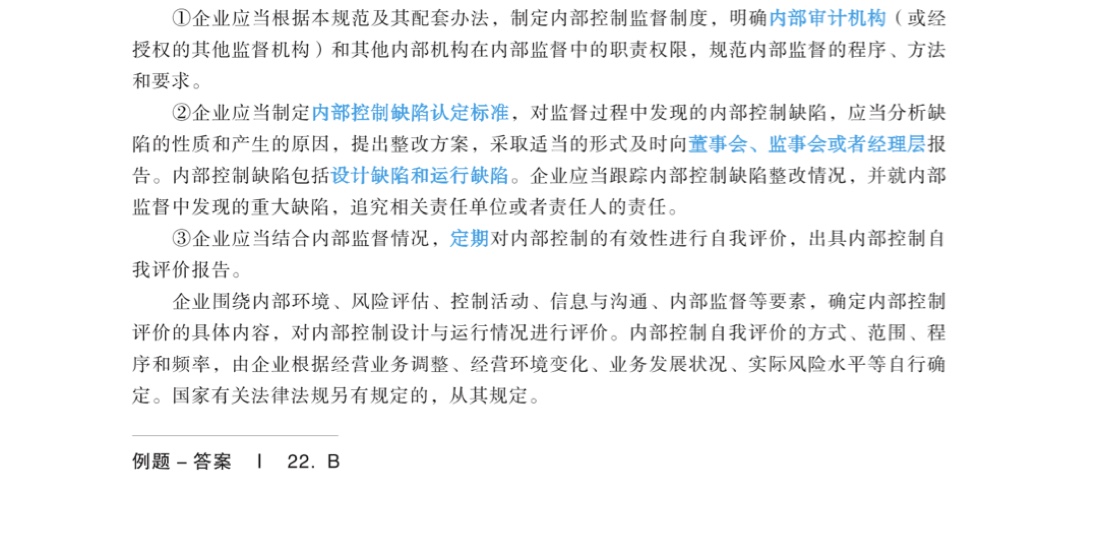 ①企业应当根据本规范及其配套办法，制定内部控制监督制度，明确内部审计机构（或经
授权的其他监督机构）和其他内部机构在内部监督中的职责权限，规范内部监督的程序、方法
和要求。
②企业应当制定内部控制缺陷认定标准，对监督过程中发现的内部控制缺陷，应当分析缺
陷的性质和产生的原因，提出整改方案，采取适当的形式及时向董事会、监事会或者经理层报
告。内部控制缺陷包括设计缺陷和运行缺陷。企业应当跟踪内部控制缺陷整改情况，并就内部
监督中发现的重大缺陷，追究相关责任单位或者责任人的责任。
③企业应当结合内部监督情况，定期对内部控制的有效性进行自我评价，出具内部控制自
我评价报告。
企业围绕内部环境、风险评估、控制活动、信息与沟通、内部监督等要素，确定内部控制
评价的具体内容，对内部控制设计与运行情况进行评价。内部控制自我评价的方式、范围、程
序和频率，由企业根据经营业务调整、经营环境变化、业务发展状况、实际风险水平等自行确
定。国家有关法律法规另有规定的，从其规定。
例题 – 答案 | 22. B